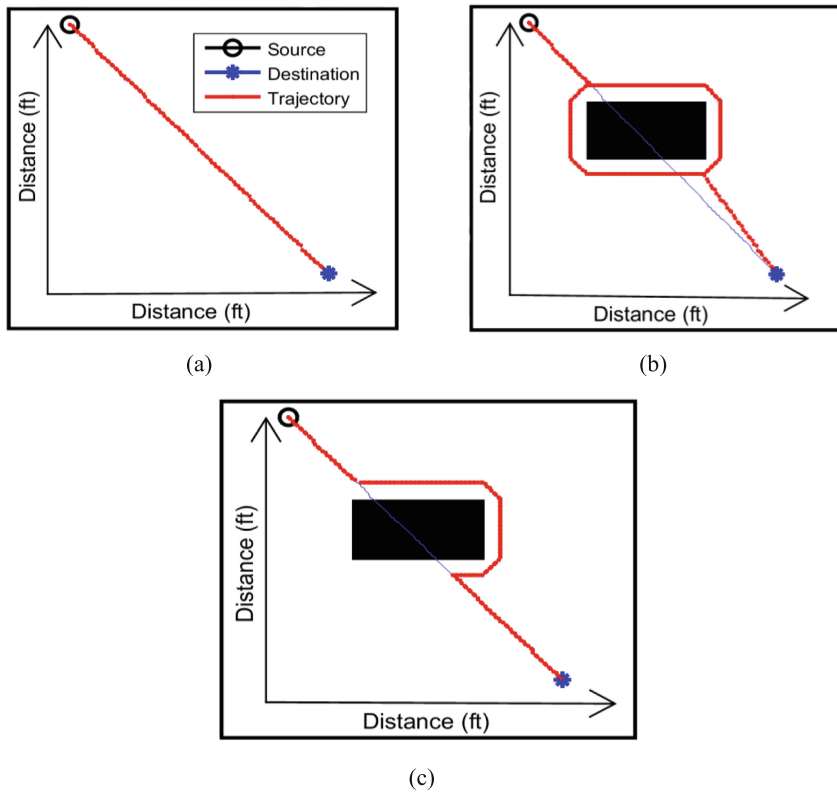 Source
Destination
Trajectory
Distance (ft)
Distance (ft)
(a)
Distance (ft)
Distance (ft)
(b)
Distance (ft)
Distance (ft)
(c)